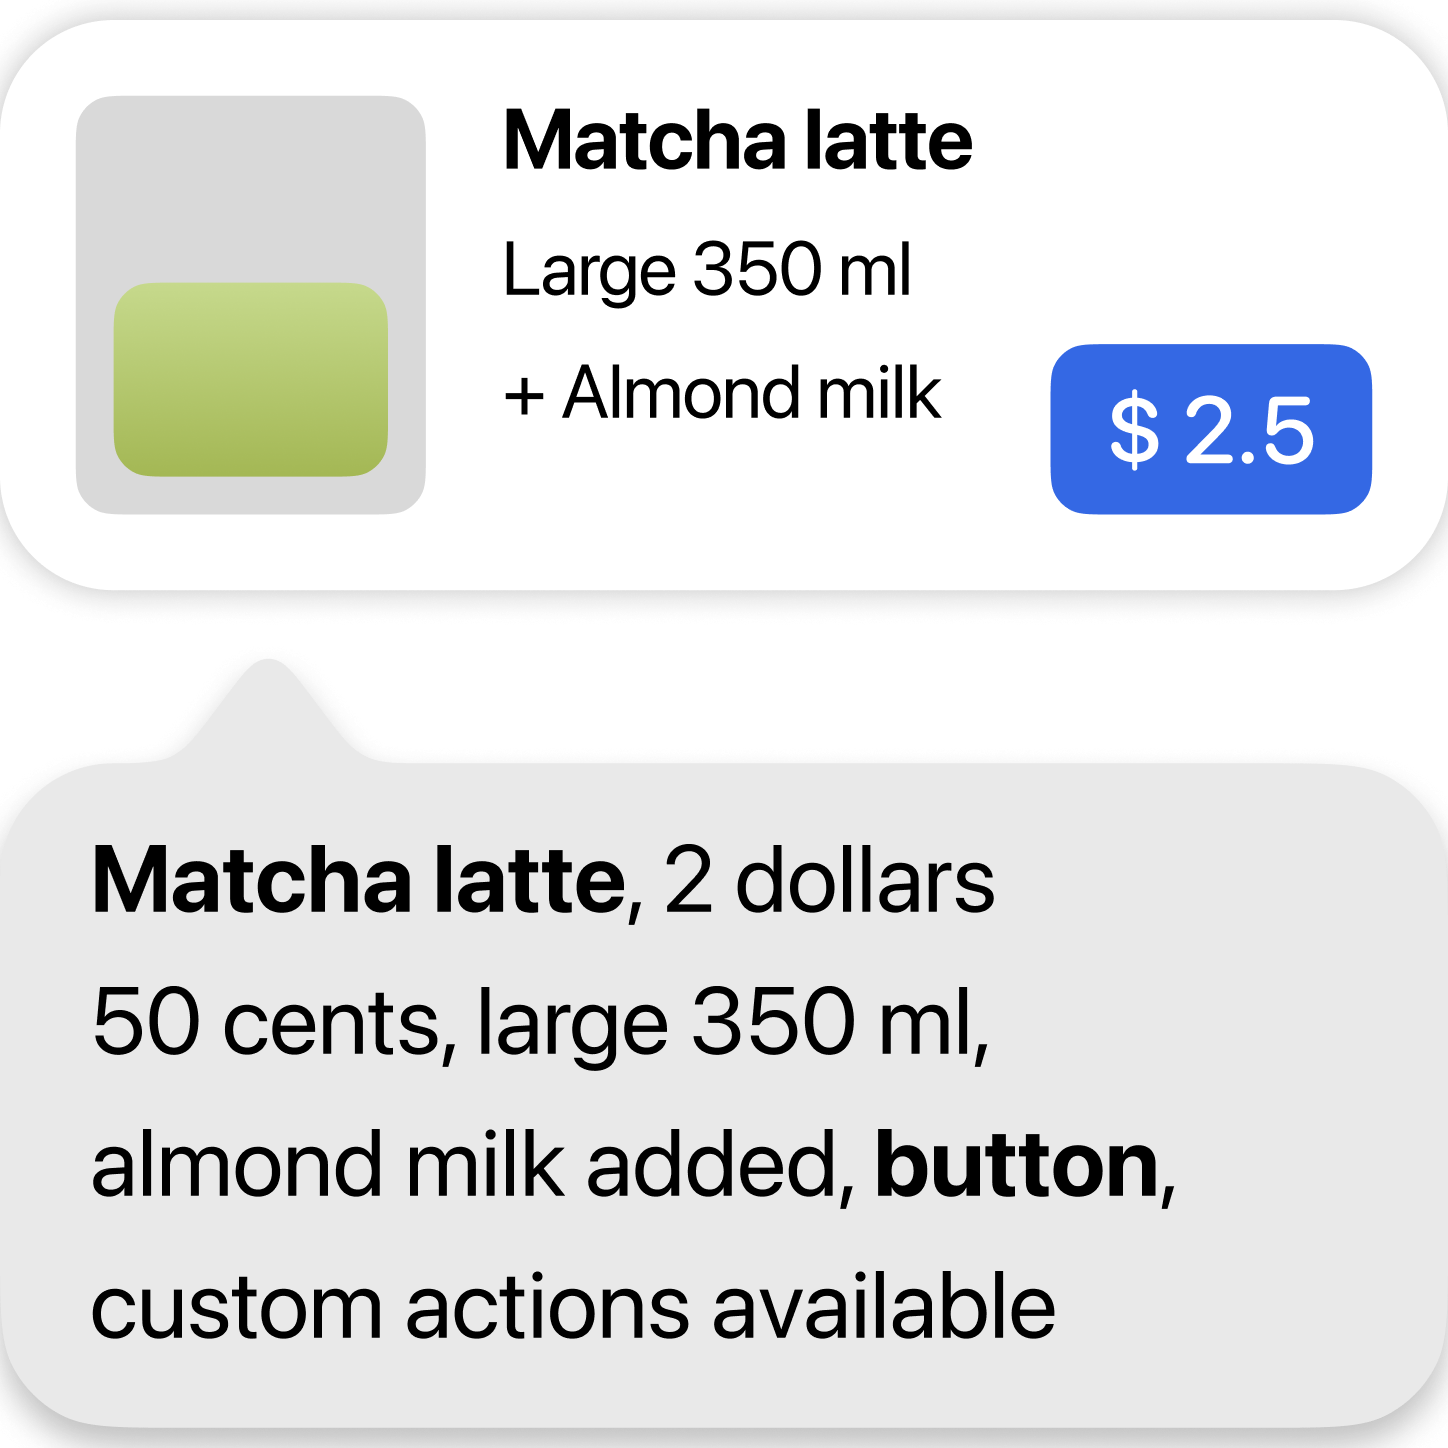 Matcha latte
Large 350 ml
+ Almond milk
$ 2.5
Matcha latte, 2 dollars
50 cents, large 350 ml,
almond milk added, button,
custom actions available